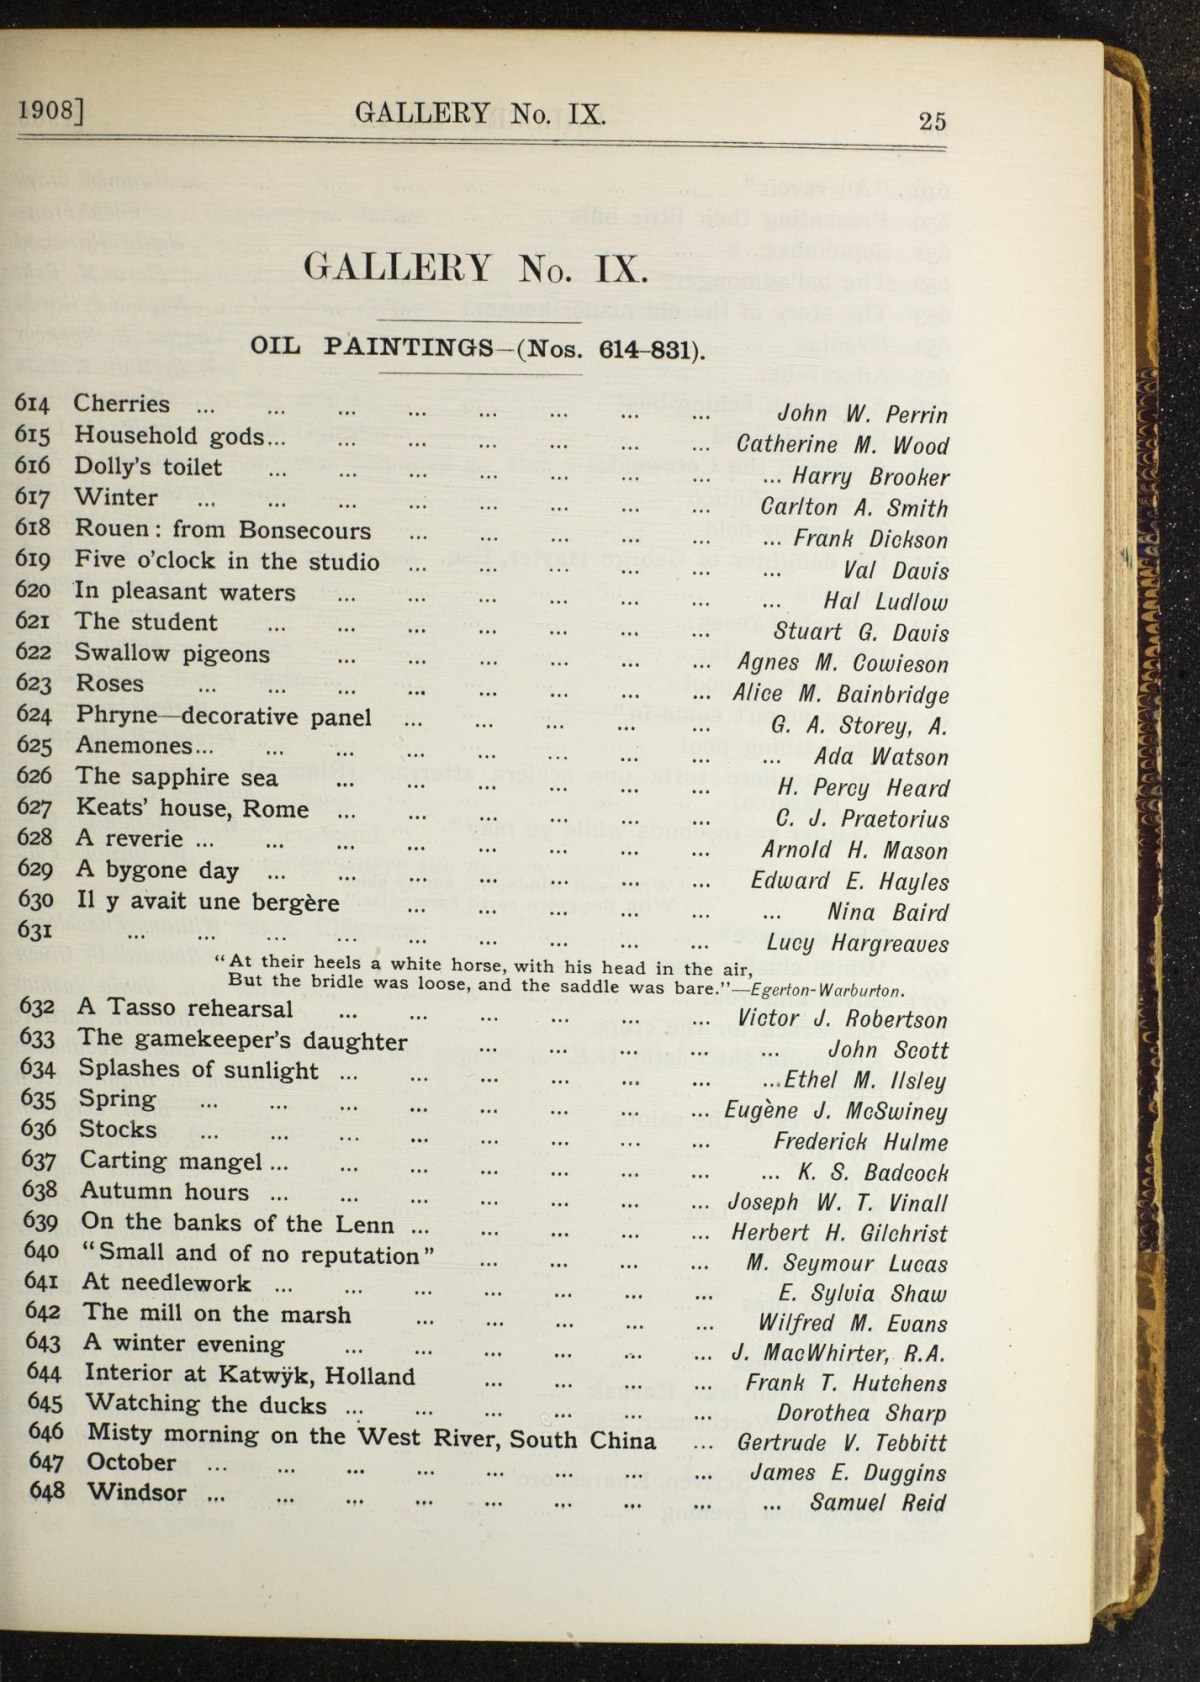 1908] GALLERY No. IX. 25
GALLERY No. IX.
OIL PAINTINGS—(Nos. 614–831).
614 Cherries ... ... ... ... ... ... ... ... John W. Perrin
615 Household gods... ... ... ... ... ... ... Catherine M. Wood
616 Dolly's toilet ... ... ... ... ... ... ... ... Harry Brooker
617 Winter ... ... ... ... ... ... ... ... Carlton A. Smith
618 Rouen: from Bonsecours ... ... ... ... ... ... Frank Dickson
619 Five o'clock in the studio ... ... ... ... ... ... Val Davis
620 In pleasant waters ... ... ... ... ... ... ... Hal Ludlow
621 The student ... ... ... ... ... ... ... Stuart G. Davis
622 Swallow pigeons ... ... ... ... ... ... Agnes M. Cowieson
623 Roses ... ... ... ... ... ... ... ... Alice M. Bainbridge
624 Phryne—decorative panel ... ... ... ... ... G. A. Storey, A.
625 Anemones... ... ... ... ... ... ... ... ... Ada Watson
626 The sapphire sea ... ... ... ... ... ... H. Percy Heard
627 Keats' house, Rome ... ... ... ... ... ... C. J. Praetorius
628 A reverie ... ... ... ... ... ... ... ... Arnold H. Mason
629 A bygone day ... ... ... ... ... ... ... Edward E. Hayles
630 Il y avait une bergère ... ... ... ... ... ... Nina Baird
631 ... ... ... ... ... ... ... ... ... Lucy Hargreaves
"At their heels a white horse, with his head in the air,
But the bridle was loose, and the saddle was bare."—Egerton-Warburton.
632 A Tasso rehearsal ... ... ... ... ... ... Victor J. Robertson
633 The gamekeeper's daughter ... ... ... ... ... John Scott
634 Splashes of sunlight ... ... ... ... ... ... ...Ethel M. Ilsley
635 Spring ... ... ... ... ... ... ... ... Eugène J. McSwiney
636 Stocks ... ... ... ... ... ... ... ... Frederick Hulme
637 Carting mangel ... ... ... ... ... ... ... ... K. S. Badcock
638 Autumn hours ... ... ... ... ... ... ... Joseph W. T. Vinall
639 On the banks of the Lenn ... ... ... ... ... Herbert H. Gilchrist
640 "Small and of no reputation" ... ... ... ... M. Seymour Lucas
641 At needlework ... ... ... ... ... ... ... E. Sylvia Shaw
642 The mill on the marsh ... ... ... ... ... Wilfred M. Evans
643 A winter evening ... ... ... ... ... ... J. MacWhirter, R.A.
644 Interior at Katwÿk, Holland ... ... ... ... Frank T. Hutchens
645 Watching the ducks ... ... ... ... ... ... Dorothea Sharp
646 Misty morning on the West River, South China ... Gertrude V. Tebbitt
647 October ... ... ... ... ... ... ... ... James E. Duggins
648 Windsor ... ... ... ... ... ... ... ... ... Samuel Reid